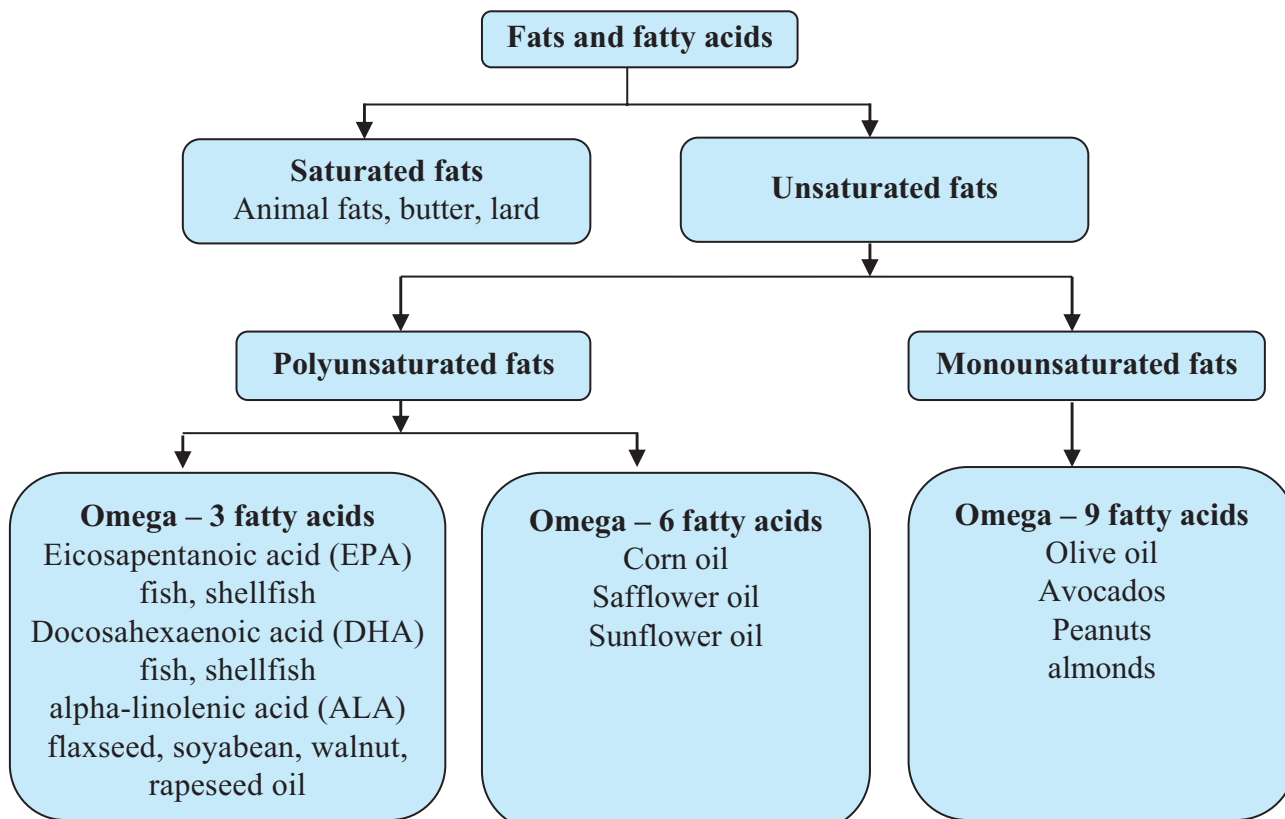 Fats and fatty acids
Saturated fats
Animal fats, butter, lard
Unsaturated fats
Polyunsaturated fats
Monounsaturated fats
Omega – 3 fatty acids
Eicosapentanoic acid (EPA)
fish, shellfish
Docosahexaenoic acid (DHA)
fish, shellfish
alpha-linolenic acid (ALA)
flaxseed, soyabean, walnut,
rapeseed oil
Omega – 6 fatty acids
Corn oil
Safflower oil
Sunflower oil
Omega – 9 fatty acids
Olive oil
Avocados
Peanuts
almonds